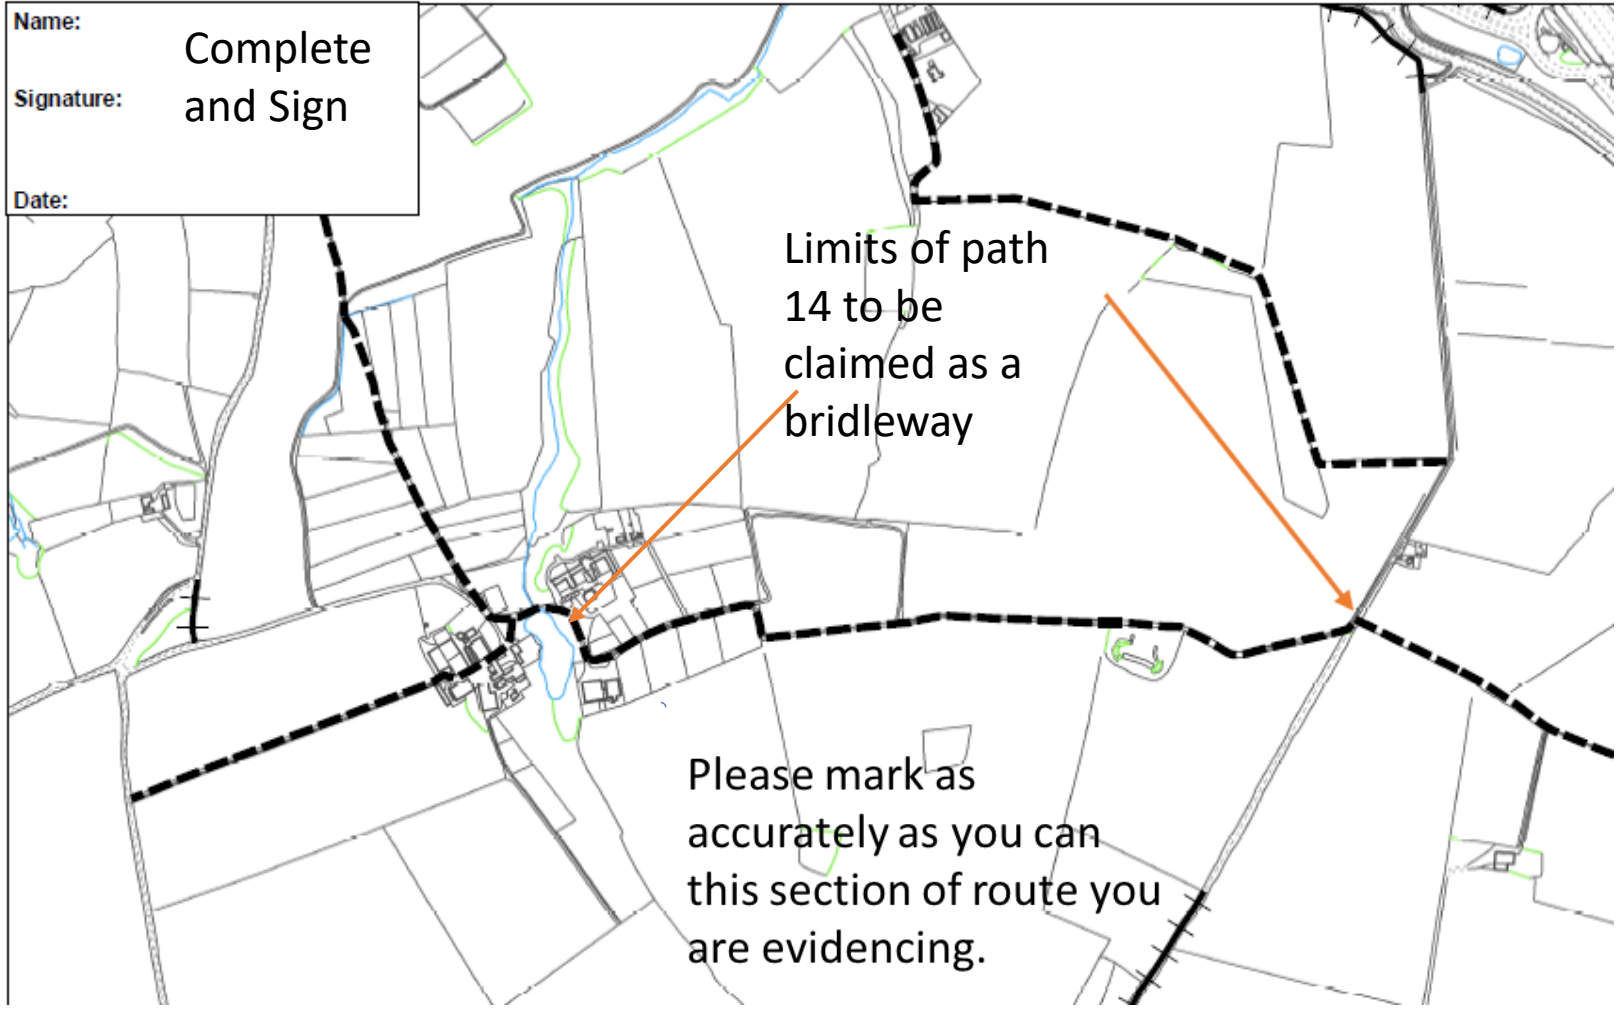 Name:
Complete
and Sign
Signature:
Date:
Limits of path
14 to be
claimed as a
bridleway
Please mark as
accurately as you can
this section of route you
are evidencing.